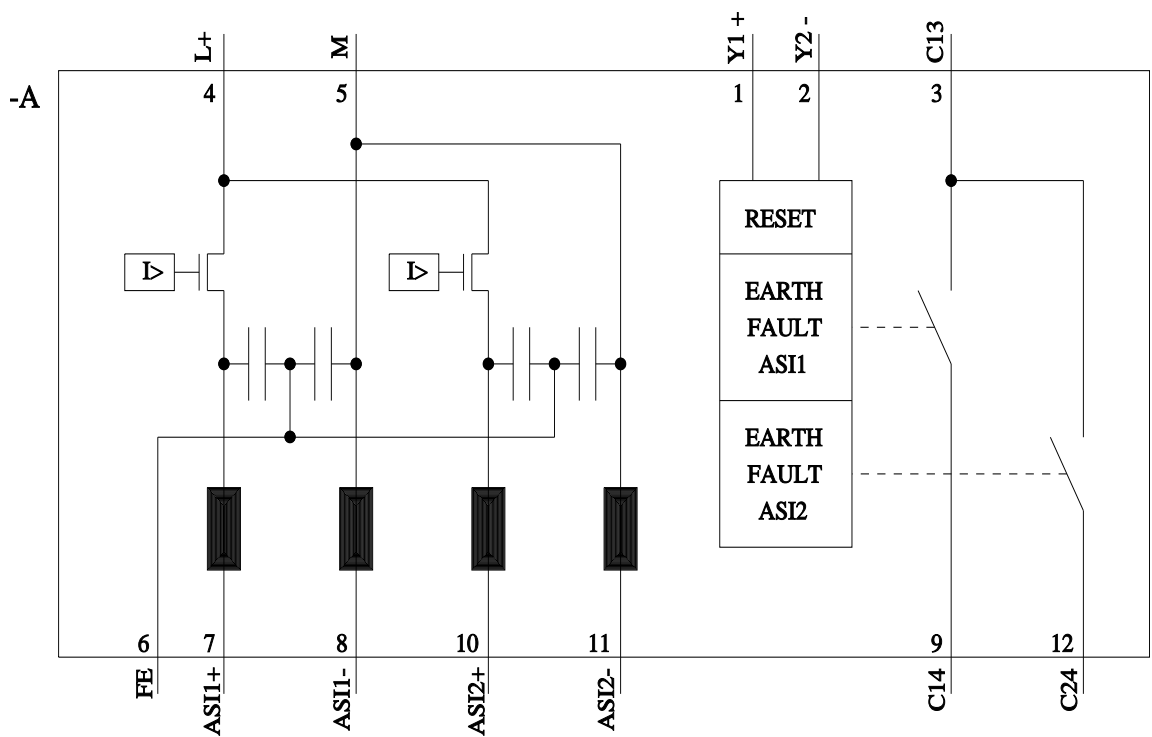 L+
M
Y1 +
Y2 -
C13
-A
4
5
1
2
3
RESET
I>
I>
EARTH
FAULT
ASI1
EARTH
FAULT
ASI2
6
7
8
10
11
9
12
FE
ASI1+
ASI1-
ASI2+
ASI2-
C14
C24